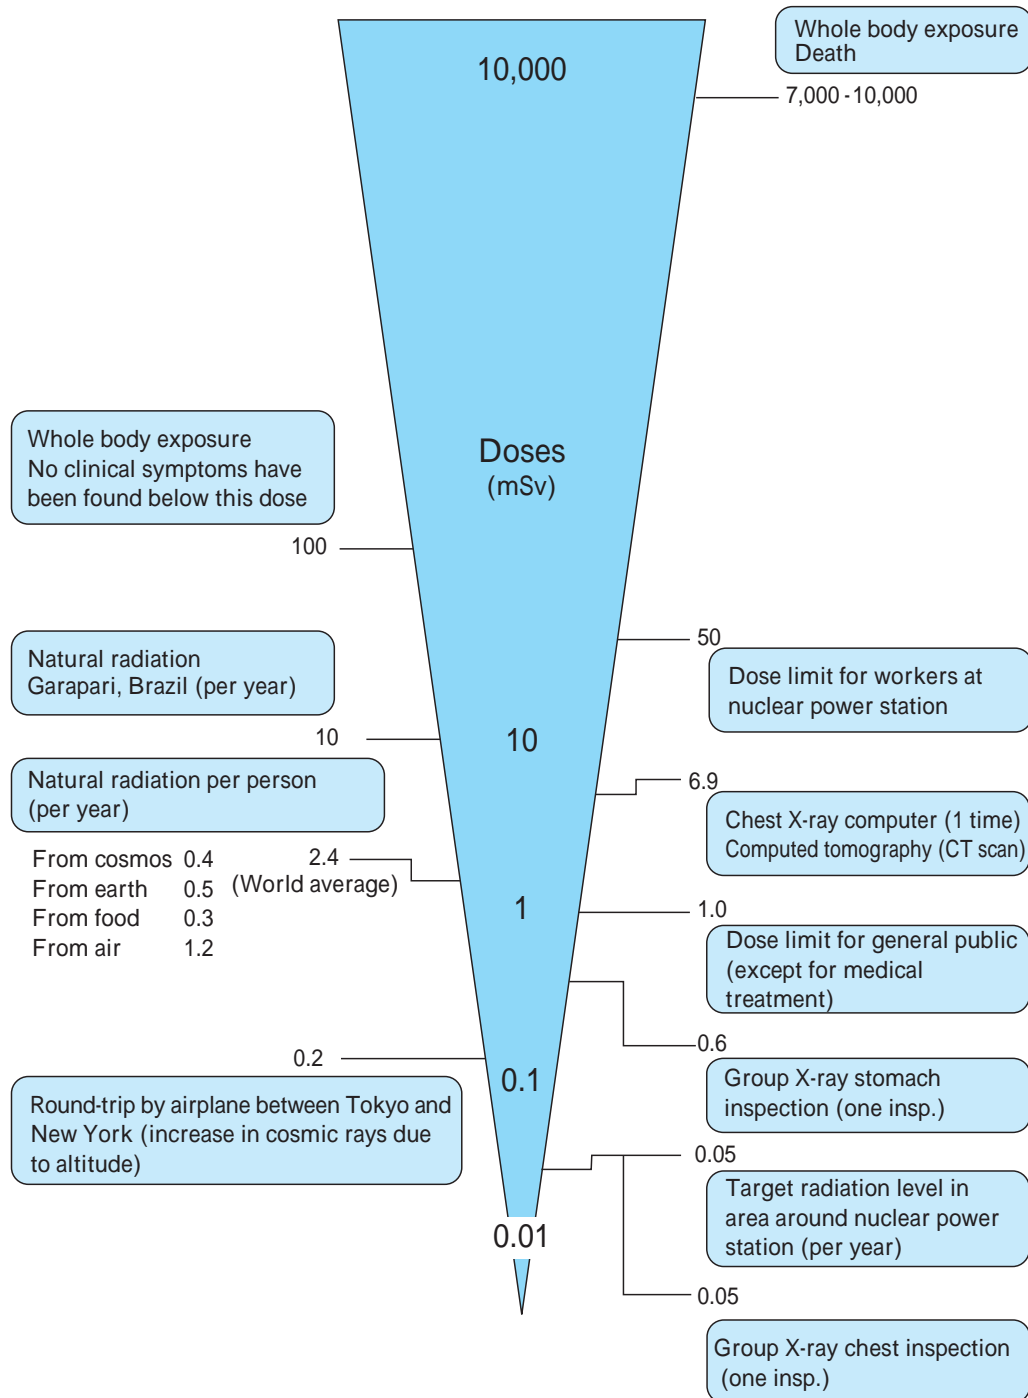 10,000
Whole body exposure
Death
7,000 - 10,000
Whole body exposure
No clinical symptoms have
been found below this dose
100
Doses
(mSv)
50
Dose limit for workers at
nuclear power station
Natural radiation
Garapari, Brazil (per year)
10
10
6.9
Chest X-ray computer (1 time)
Computed tomography (CT scan)
Natural radiation per person
(per year)
From cosmos 0.4
From earth 0.5
From food 0.3
From air 1.2
2.4
(World average)
1
1.0
Dose limit for general public
(except for medical
treatment)
0.6
Group X-ray stomach
inspection (one insp.)
0.2
Round-trip by airplane between Tokyo and
New York (increase in cosmic rays due
to altitude)
0.1
0.05
Target radiation level in
area around nuclear power
station (per year)
0.01
0.05
Group X-ray chest inspection
(one insp.)